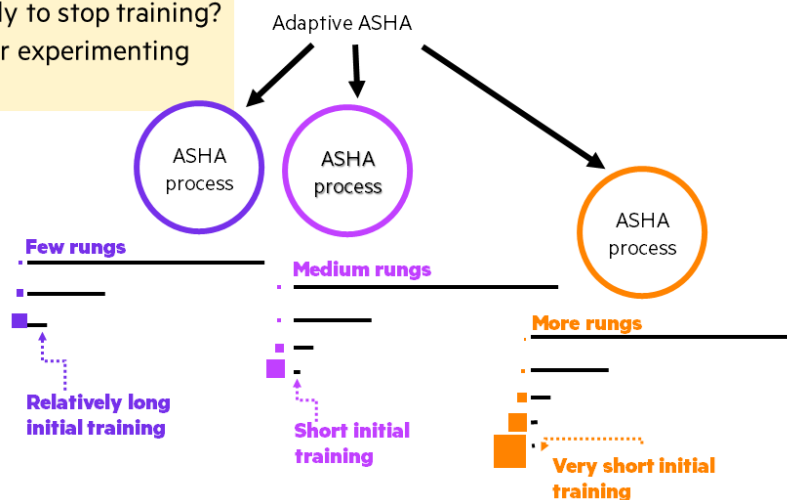 to stop training?
experimenting
Adaptive ASHA
ASHA
process
ASHA
process
ASHA
process
Few rungs
Medium rungs
More rungs
Relatively long
initial training
Short initial
training
Very short initial
training